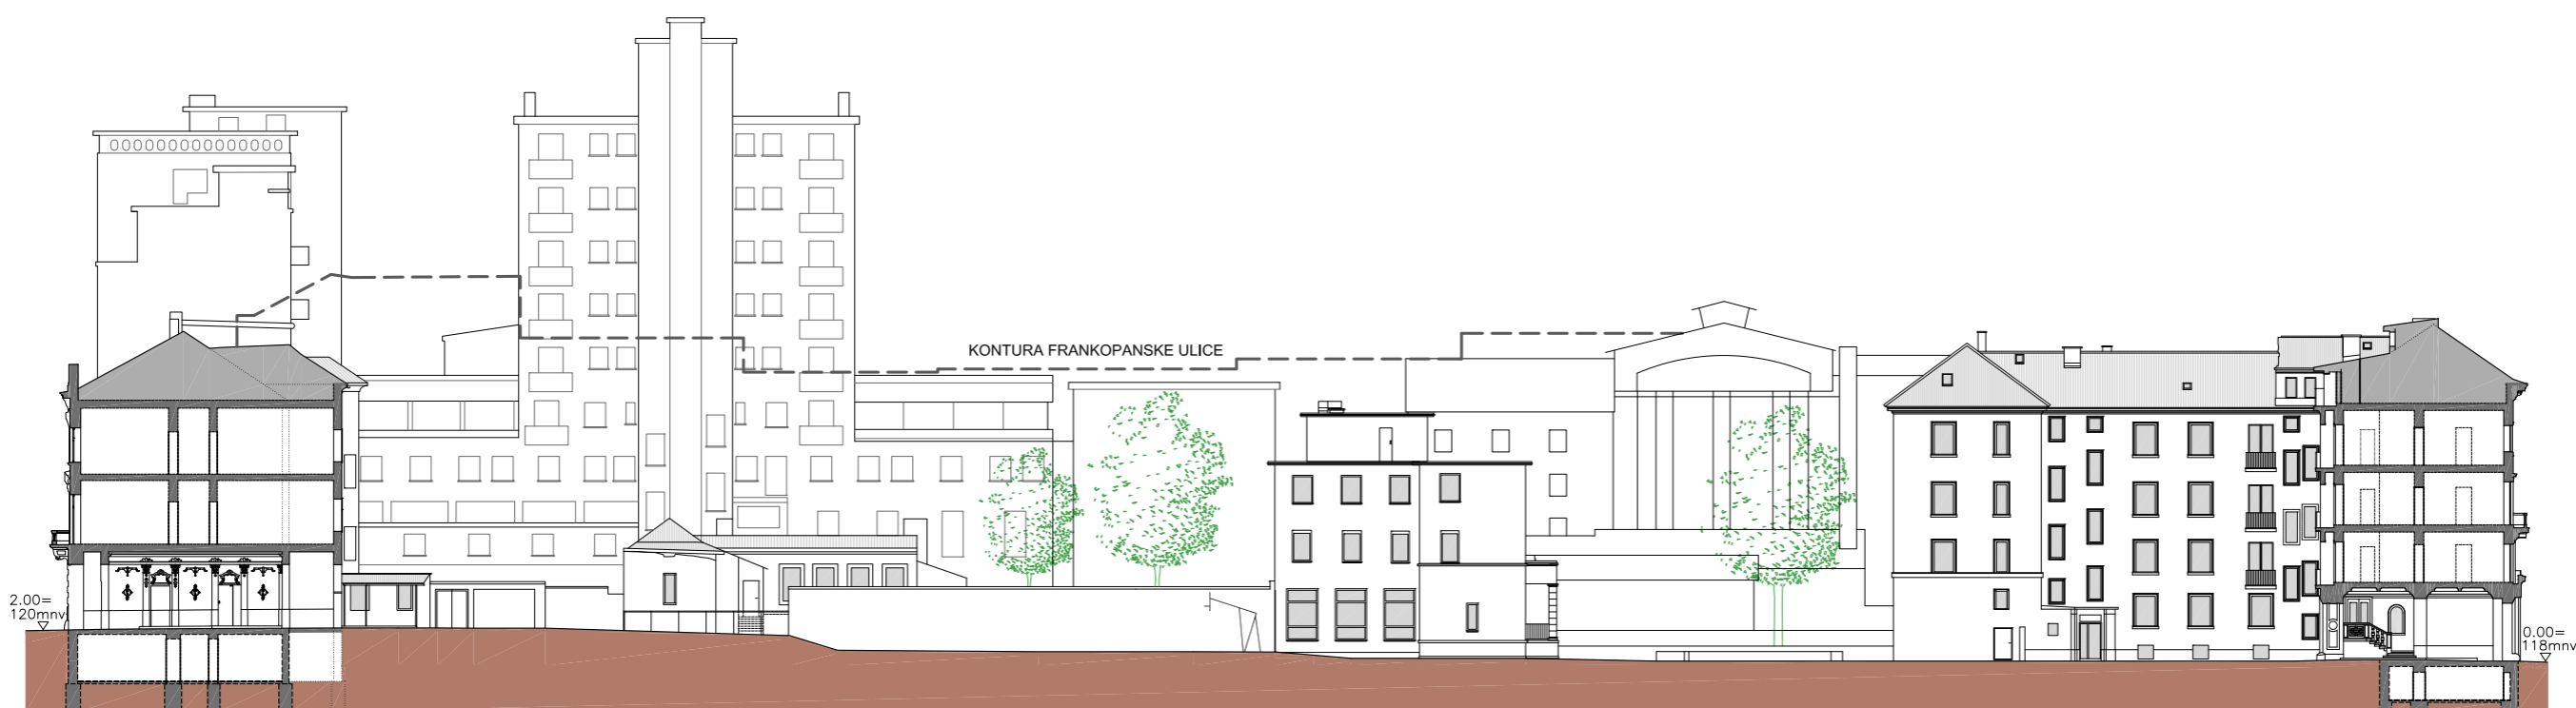 KONTURA FRANKOPANSKE ULICE
2.00=
120mnv
0.00=
118mnv